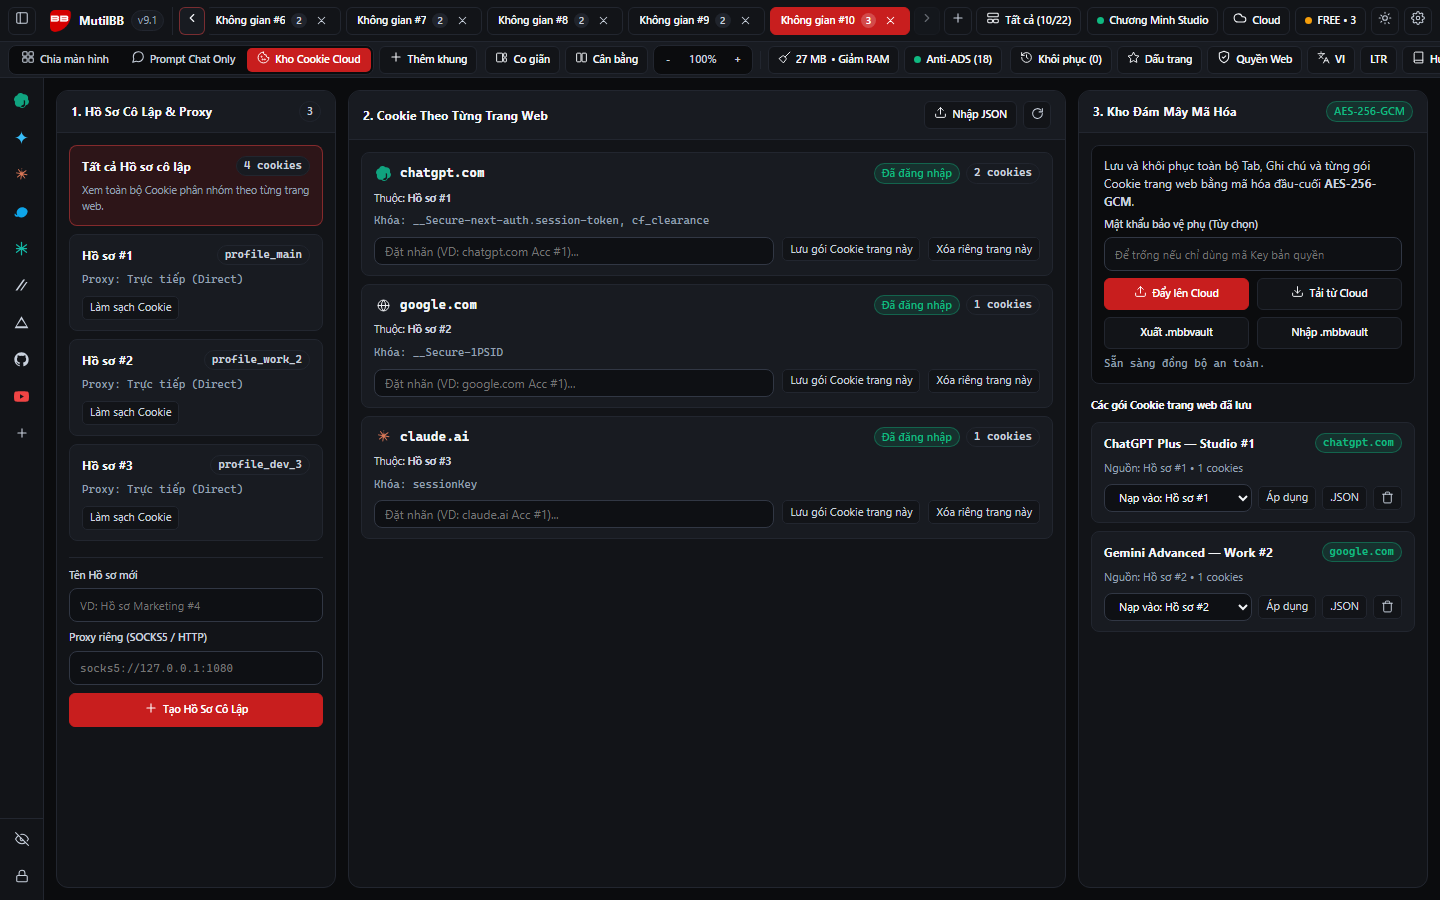 MutilBB v9.1
Không gian #6 2
Không gian #7 2
Không gian #8 2
Không gian #9 2
Không gian #10 3
Tất cả (10/22)
Chương Minh Studio
Cloud
FREE • 3
Chia màn hình
Prompt Chat Only
Kho Cookie Cloud
Thêm khung
Co giãn
Cân bằng
- 100% +
27 MB • Giảm RAM
Anti-ADS (18)
Khôi phục (0)
Dấu trang
Quyền Web
VI
LTR
1. Hồ Sơ Cô Lập & Proxy 3
Tất cả Hồ sơ cô lập 4 cookies
Xem toàn bộ Cookie phân nhóm theo từng trang
web.
Hồ sơ #1 profile_main
Proxy: Trực tiếp (Direct)
Làm sạch Cookie
Hồ sơ #2 profile_work_2
Proxy: Trực tiếp (Direct)
Làm sạch Cookie
Hồ sơ #3 profile_dev_3
Proxy: Trực tiếp (Direct)
Làm sạch Cookie
Tên Hồ sơ mới
VD: Hồ sơ Marketing #4
Proxy riêng (SOCKS5 / HTTP)
socks5://127.0.0.1:1080
Tạo Hồ Sơ Cô Lập
2. Cookie Theo Từng Trang Web
Nhập JSON
chatgpt.com Đã đăng nhập 2 cookies
Thuộc: Hồ sơ #1
Khóa: __Secure-next-auth.session-token, cf_clearance
Đặt nhãn (VD: chatgpt.com Acc #1)... Lưu gói Cookie trang này Xóa riêng trang này
google.com Đã đăng nhập 1 cookies
Thuộc: Hồ sơ #2
Khóa: __Secure-1PSID
Đặt nhãn (VD: google.com Acc #1)... Lưu gói Cookie trang này Xóa riêng trang này
claude.ai Đã đăng nhập 1 cookies
Thuộc: Hồ sơ #3
Khóa: sessionKey
Đặt nhãn (VD: claude.ai Acc #1)... Lưu gói Cookie trang này Xóa riêng trang này
3. Kho Đám Mây Mã Hóa AES-256-GCM
Lưu và khôi phục toàn bộ Tab, Ghi chú và từng gói
Cookie trang web bằng mã hóa đầu-cuối AES-256-
GCM.
Mật khẩu bảo vệ phụ (Tùy chọn)
Để trống nếu chỉ dùng mã Key bản quyền
Đẩy lên Cloud Tải từ Cloud
Xuất .mbbvault Nhập .mbbvault
Sẵn sàng đồng bộ an toàn.
Các gói Cookie trang web đã lưu
ChatGPT Plus — Studio #1 chatgpt.com
Nguồn: Hồ sơ #1 • 1 cookies
Nạp vào: Hồ sơ #1 Áp dụng JSON
Gemini Advanced — Work #2 google.com
Nguồn: Hồ sơ #2 • 1 cookies
Nạp vào: Hồ sơ #2 Áp dụng JSON